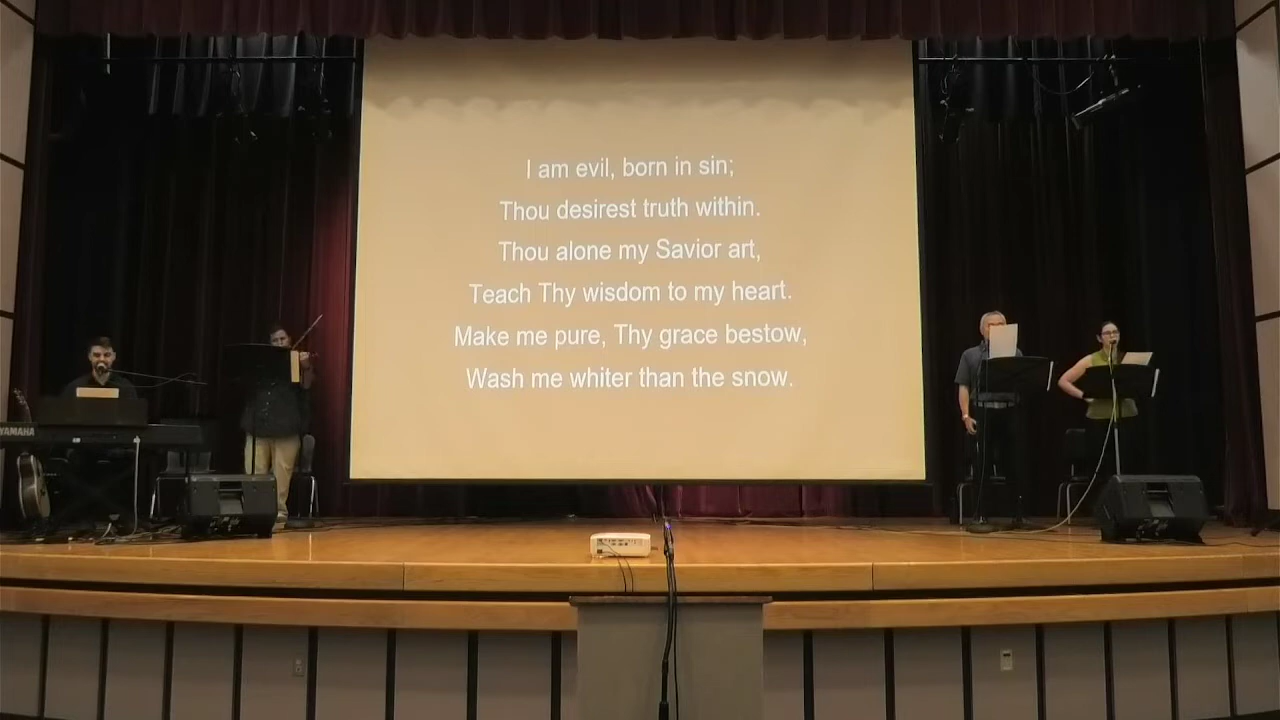 I am evil, born in sin;
Thou desirest truth within.
Thou alone my Savior art,
Teach Thy wisdom to my heart.
Make me pure, Thy grace bestow,
Wash me whiter than the snow.
YAMAHA